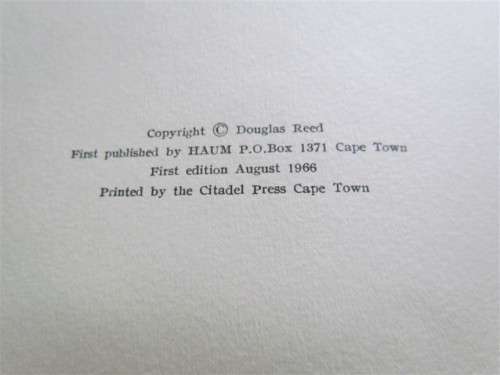 Copyright © Douglas Reed
First published by HAUM P.O.Box 1371 Cape Town
First edition August 1966
Printed by the Citadel Press Cape Town